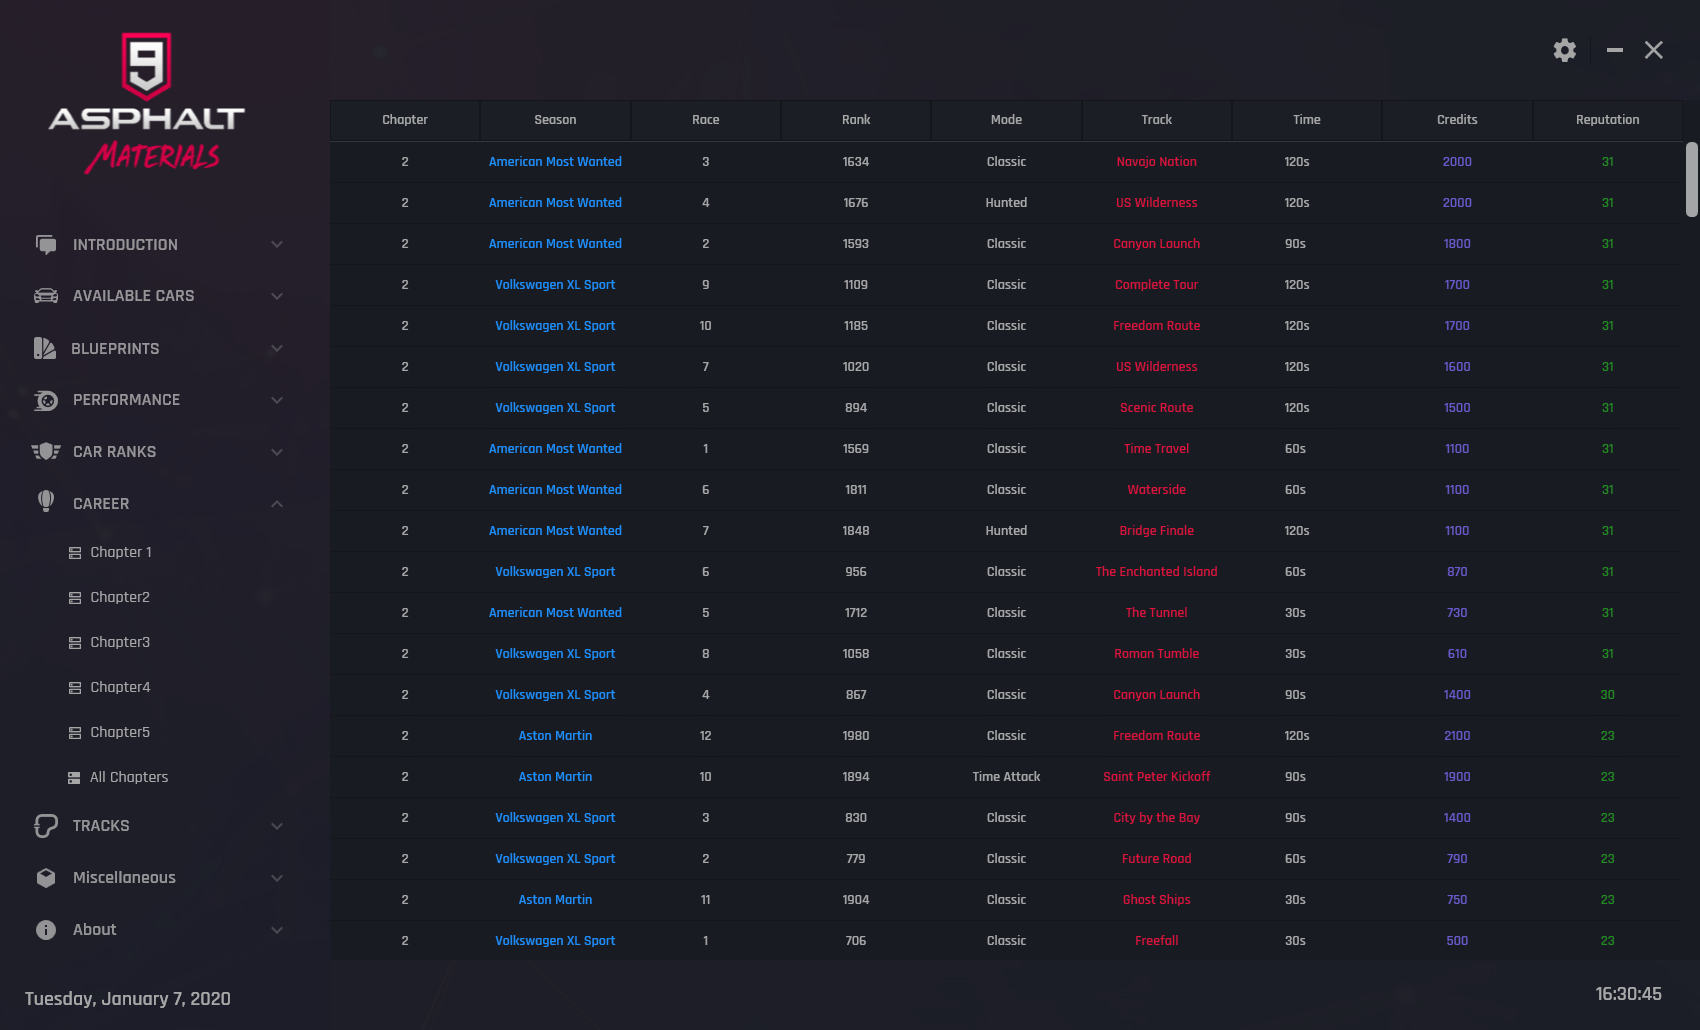 9
ASPHALT
MATERIALS
INTRODUCTION
AVAILABLE CARS
BLUEPRINTS
PERFORMANCE
CAR RANKS
CAREER
Chapter 1
Chapter2
Chapter3
Chapter4
Chapter5
All Chapters
TRACKS
Miscellaneous
About
Tuesday, January 7, 2020
Chapter Season Race Rank Mode Track Time Credits Reputation
2 American Most Wanted 3 1634 Classic Navajo Nation 120s 2000 31
2 American Most Wanted 4 1676 Hunted US Wilderness 120s 2000 31
2 American Most Wanted 2 1593 Classic Canyon Launch 90s 1800 31
2 Volkswagen XL Sport 9 1109 Classic Complete Tour 120s 1700 31
2 Volkswagen XL Sport 10 1185 Classic Freedom Route 120s 1700 31
2 Volkswagen XL Sport 7 1020 Classic US Wilderness 120s 1600 31
2 Volkswagen XL Sport 5 894 Classic Scenic Route 120s 1500 31
2 American Most Wanted 1 1569 Classic Time Travel 60s 1100 31
2 American Most Wanted 6 1811 Classic Waterside 60s 1100 31
2 American Most Wanted 7 1848 Hunted Bridge Finale 120s 1100 31
2 Volkswagen XL Sport 6 956 Classic The Enchanted Island 60s 870 31
2 American Most Wanted 5 1712 Classic The Tunnel 30s 730 31
2 Volkswagen XL Sport 8 1058 Classic Roman Tumble 30s 610 31
2 Volkswagen XL Sport 4 867 Classic Canyon Launch 90s 1400 30
2 Aston Martin 12 1980 Classic Freedom Route 120s 2100 23
2 Aston Martin 10 1894 Time Attack Saint Peter Kickoff 90s 1900 23
2 Volkswagen XL Sport 3 830 Classic City by the Bay 90s 1400 23
2 Volkswagen XL Sport 2 779 Classic Future Road 60s 790 23
2 Aston Martin 11 1904 Classic Ghost Ships 30s 750 23
2 Volkswagen XL Sport 1 706 Classic Freefall 30s 500 23
16:30:45